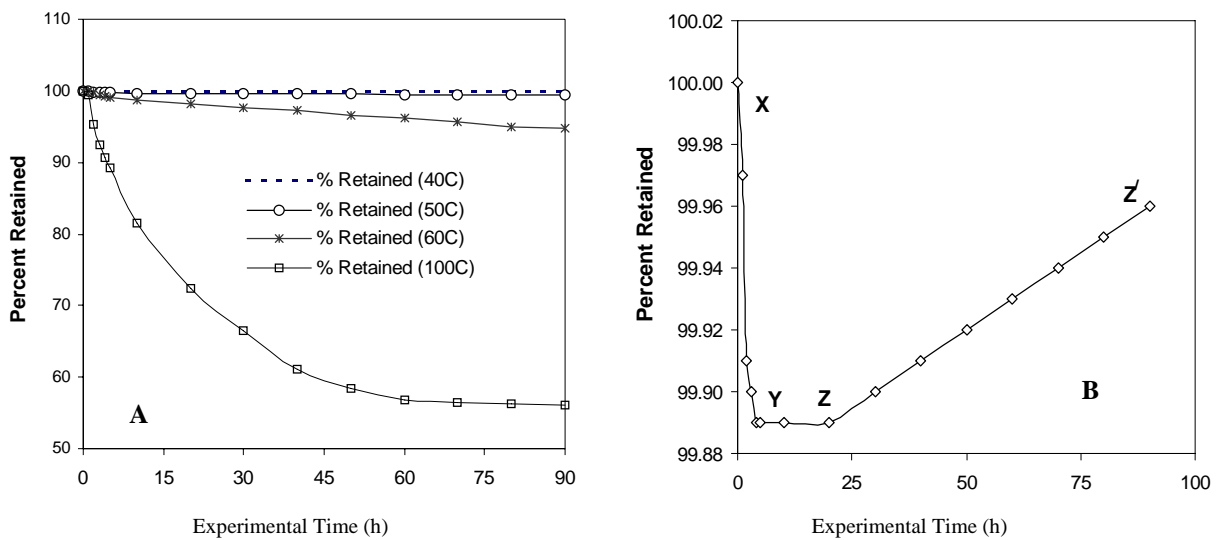 110
100
90
80
70
60
50
Percent Retained
% Retained (40C)
% Retained (50C)
% Retained (60C)
% Retained (100C)
A
0 15 30 45 60 75 90
Experimental Time (h)
100.02
100.00
99.98
99.96
99.94
99.92
99.90
99.88
Percent Retained
X
Y
Z
Z/
B
0 25 50 75 100
Experimental Time (h)